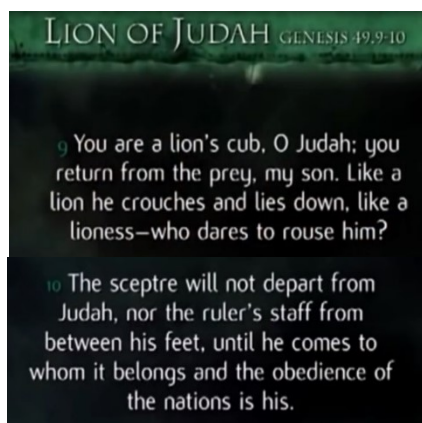 LION OF JUDAH GENESIS 49.9-10
9 You are a lion's cub, O Judah; you
return from the prey, my son. Like a
lion he crouches and lies down, like a
lioness—who dares to rouse him?
10 The sceptre will not depart from
Judah, nor the ruler's staff from
between his feet, until he comes to
whom it belongs and the obedience of
the nations is his.